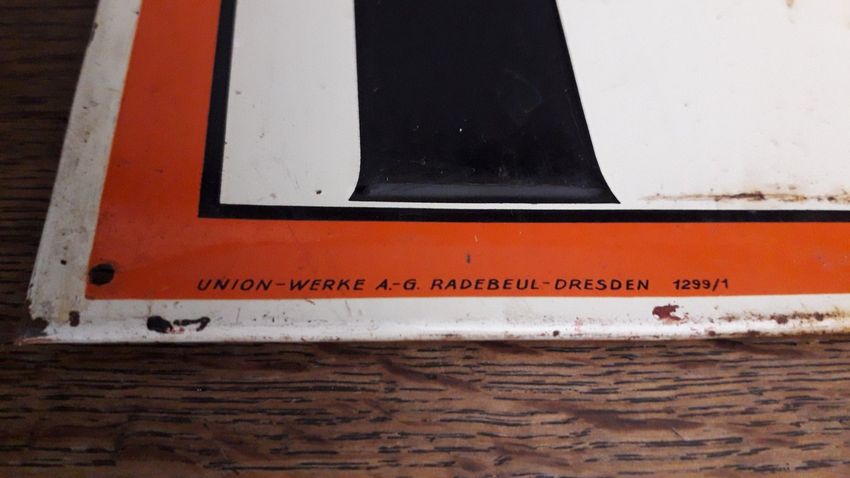 UNION-WERKE A.-G. RADEBEUL-DRESDEN 1299/1